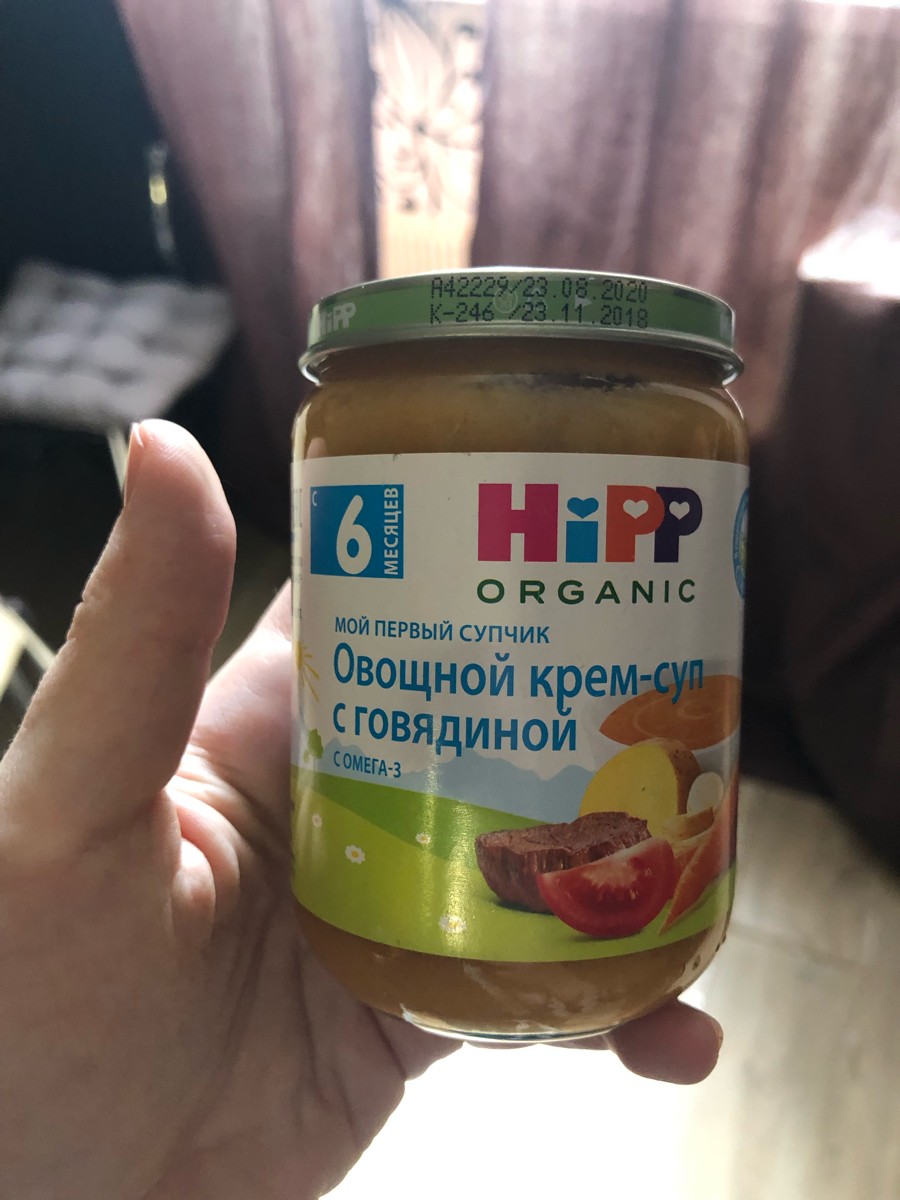 HiPP
A42229/23.08.2020
K-246 /23.11.2018
С 6 МЕСЯЦЕВ
HiPP
ORGANIC
МОЙ ПЕРВЫЙ СУПЧИК
Овощной крем-суп
с говядиной
С ОМЕГА-3